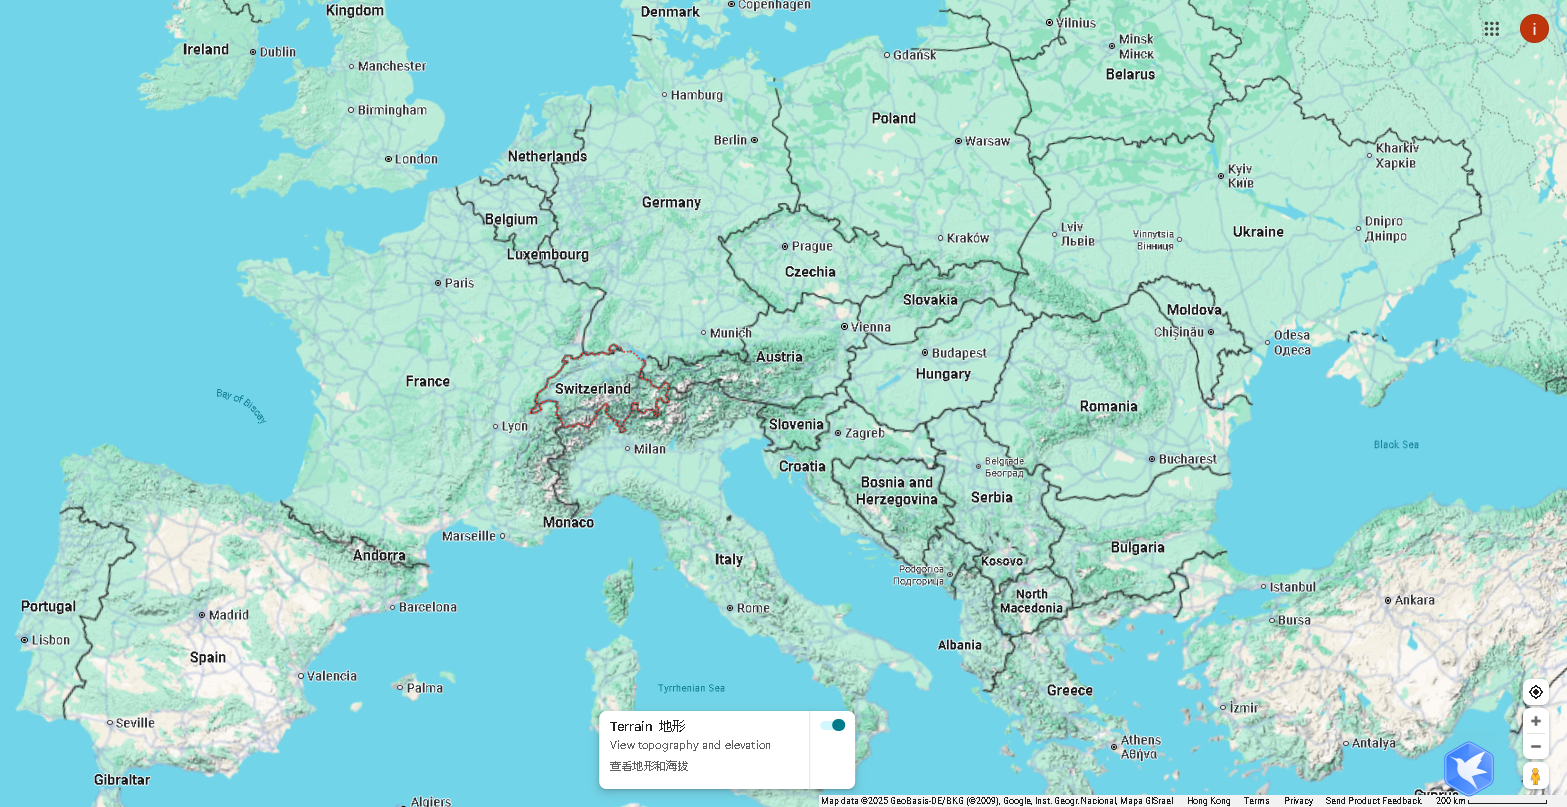 Kingdom
Denmark
Copenhagen
Vilnius
Ireland
Dublin
Minsk
Мінск
i
Gdańsk
Manchester
Belarus
Hamburg
Birmingham
Poland
Berlin
Warsaw
Kharkiv
Харків
London
Netherlands
Kyiv
Київ
Germany
Belgium
Lviv
Львів
Vinnytsia
Вінниця
Ukraine
Dnipro
Дніпро
Kraków
Prague
Luxembourg
Czechia
Paris
Slovakia
Moldova
Vienna
Munich
Chișinău
Odesa
Одеса
Austria
Budapest
Hungary
France
Switzerland
Bay of Biscay
Romania
Lyon
Slovenia
Zagreb
Milan
Black Sea
Croatia
Belgrade
Београд
Bucharest
Bosnia and
Herzegovina
Serbia
Monaco
Marseille
Andorra
Italy
Bulgaria
Kosovo
Podgorica
Подгорица
Istanbul
North
Macedonia
Ankara
Portugal
Barcelona
Rome
Madrid
Bursa
Lisbon
Albania
Spain
Valencia
Palma
Tyrrhenian Sea
Greece
İzmir
Seville
Athens
Αθήνα
Antalya
Terrain 地形
View topography and elevation
查看地形和海拔
Gibraltar
Cyprus
Algiers
Map data ©2025 GeoBasis-DE/BKG (©2009), Google, Inst. Geogr. Nacional, Mapa GISrael Hong Kong Terms Privacy Send Product Feedback 200 km